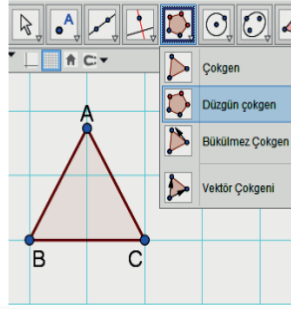 A
Çokgen
Düzgün çokgen
Bükülmez Çokgen
Vektör Çokgeni
A
B
C